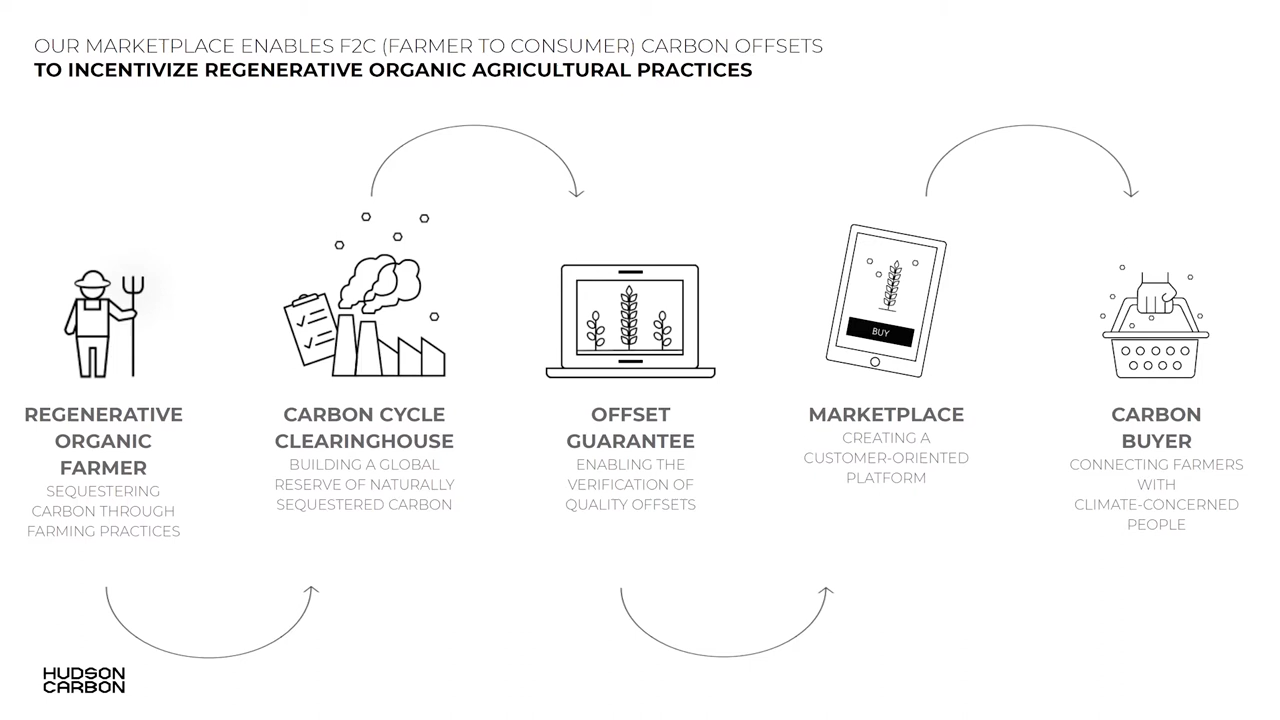 OUR MARKETPLACE ENABLES F2C (FARMER TO CONSUMER) CARBON OFFSETS
TO INCENTIVIZE REGENERATIVE ORGANIC AGRICULTURAL PRACTICES
REGENERATIVE
ORGANIC
FARMER
SEQUESTERING
CARBON THROUGH
FARMING PRACTICES
CARBON CYCLE
CLEARINGHOUSE
BUILDING A GLOBAL
RESERVE OF NATURALLY
SEQUESTERED CARBON
OFFSET
GUARANTEE
ENABLING THE
VERIFICATION OF
QUALITY OFFSETS
BUY
MARKETPLACE
CREATING A
CUSTOMER-ORIENTED
PLATFORM
CARBON
BUYER
CONNECTING FARMERS
WITH
CLIMATE-CONCERNED
PEOPLE
HUDSON
CARBON